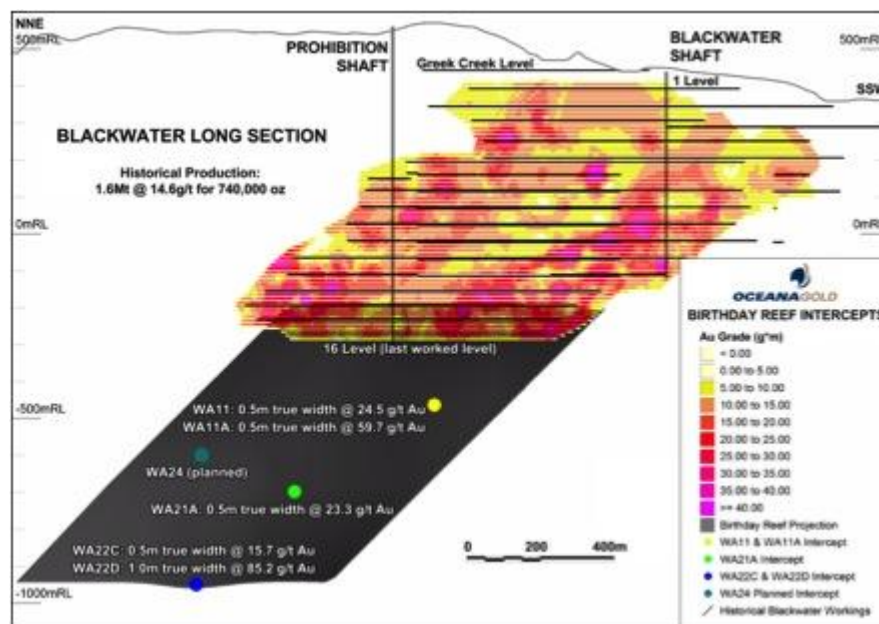 NNE
500mRL
PROHIBITION
SHAFT
Greek Creek Level
BLACKWATER
SHAFT
1 Level
500mRL
SSW
BLACKWATER LONG SECTION
Historical Production:
1.6Mt @ 14.6g/t for 740,000 oz
0mRL
0mRL
16 Level (last worked level)
-500mRL
WA11: 0.5m true width @ 24.5 g/t Au
WA11A: 0.5m true width @ 59.7 g/t Au
WA24 (planned)
WA21A: 0.5m true width @ 23.3 g/t Au
WA22C: 0.5m true width @ 15.7 g/t Au
WA22D: 1.0m true width @ 85.2 g/t Au
-1000mRL
0 200 400m
OCEANAGOLD
BIRTHDAY REEF INTERCEPTS
Au Grade (g*m)
< 0.00
0.00 to 5.00
5.00 to 10.00
10.00 to 15.00
15.00 to 20.00
20.00 to 25.00
25.00 to 30.00
30.00 to 35.00
35.00 to 40.00
>= 40.00
Birthday Reef Projection
WA11 & WA11A Intercept
WA21A Intercept
WA22C & WA22D Intercept
WA24 Planned Intercept
Historical Blackwater Workings